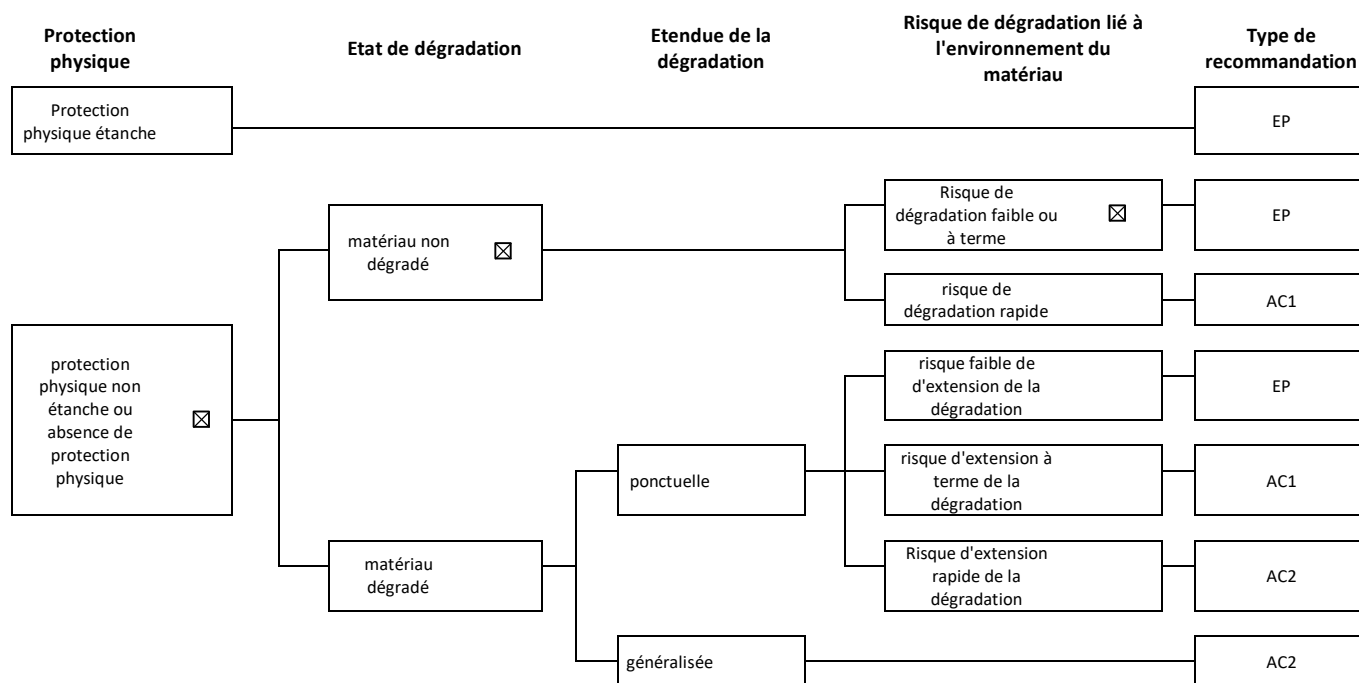 Protection
physique
Etat de dégradation
Etendue de la
dégradation
Risque de dégradation lié à
l'environnement du
matériau
Type de
recommandation
Protection
physique étanche
EP
Risque de
dégradation faible ou
à terme
☒
EP
matériau non
dégradé
☒
risque de
dégradation rapide
AC1
protection
physique non
étanche ou
absence de
protection
physique
☒
risque faible de
d'extension de la
dégradation
EP
ponctuelle
risque d'extension à
terme de la
dégradation
AC1
matériau
dégradé
Risque d'extension
rapide de la
dégradation
AC2
généralisée
AC2